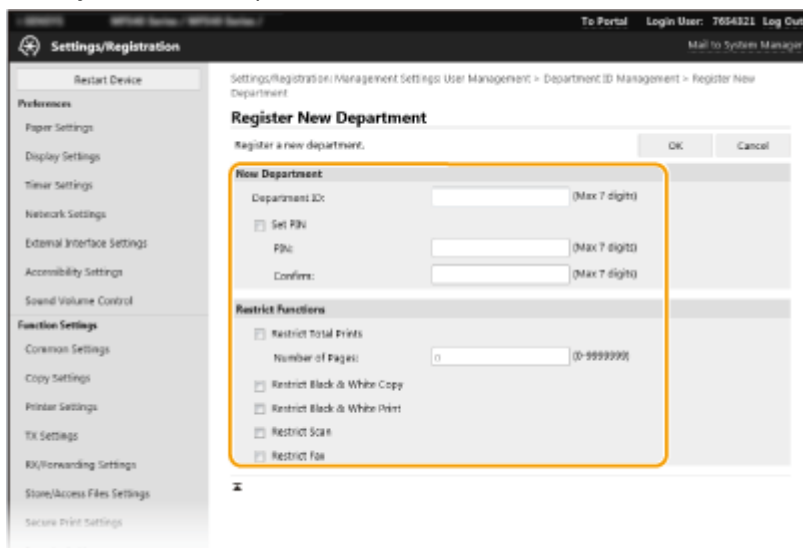 To Portal Login User: 7654321 Log Out
Settings/Registration
Mail to System Manager
Restart Device
Settings/Registration: Management Settings: User Management > Department ID Management > Register New
Department
Preferences
Register New Department
Paper Settings
Register a new department.
OK Cancel
Display Settings
New Department
Timer Settings
Department ID: (Max 7 digits)
Network Settings
Set PIN
External Interface Settings
PIN: (Max 7 digits)
Accessibility Settings
Confirm: (Max 7 digits)
Sound Volume Control
Restrict Functions
Function Settings
Restrict Total Prints
Common Settings
Number of Pages: 0 (0-9999999)
Copy Settings
Restrict Black & White Copy
Printer Settings
Restrict Black & White Print
TX Settings
Restrict Scan
RX/Forwarding Settings
Restrict Fax
Store/Access Files Settings
Secure Print Settings